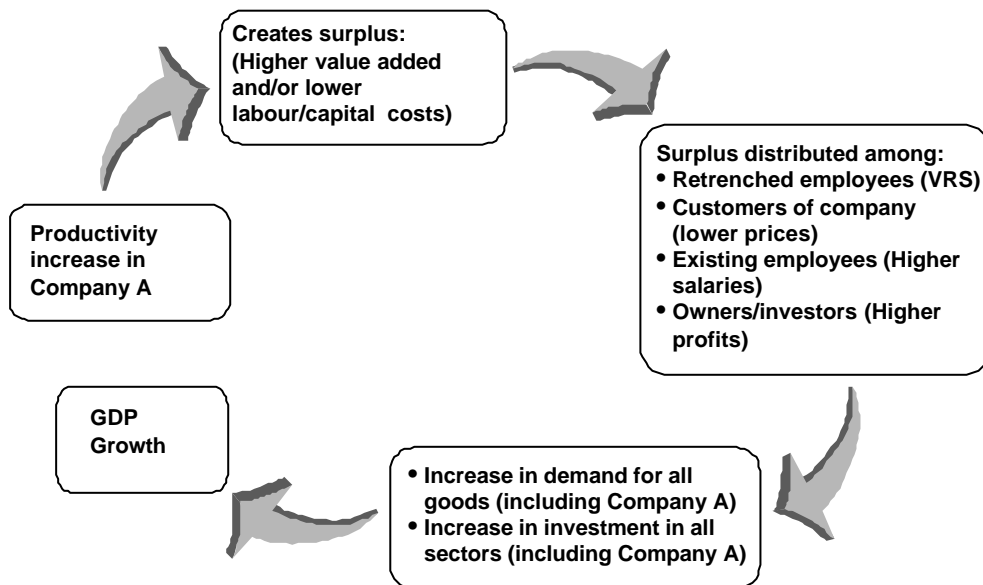 Creates surplus:
(Higher value added
and/or lower
labour/capital costs)
Surplus distributed among:
• Retrenched employees (VRS)
• Customers of company
(lower prices)
• Existing employees (Higher
salaries)
• Owners/investors (Higher
profits)
Productivity
increase in
Company A
GDP
Growth
• Increase in demand for all
goods (including Company A)
• Increase in investment in all
sectors (including Company A)